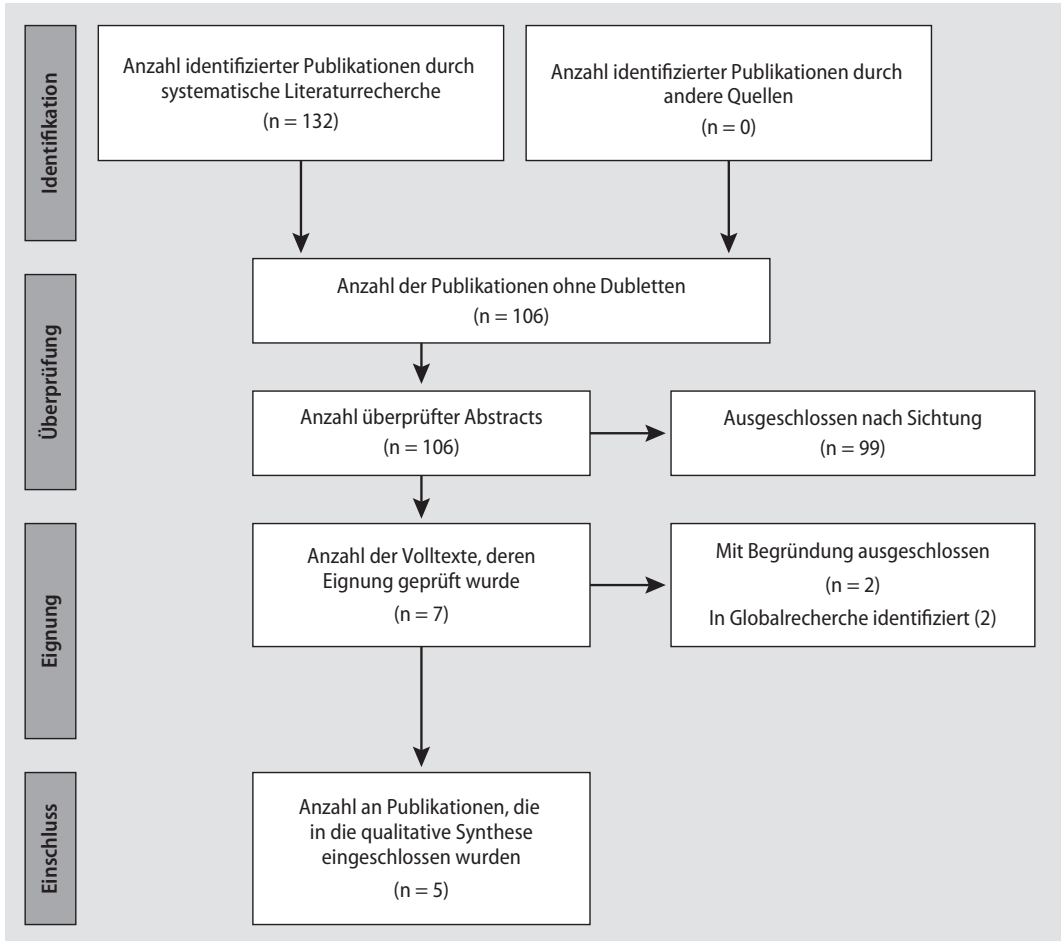 Identifikation
Anzahl identifizierter Publikationen durch
systematische Literaturrecherche
(n = 132)
Anzahl identifizierter Publikationen durch
andere Quellen
(n = 0)
Überprüfung
Anzahl der Publikationen ohne Dubletten
(n = 106)
Anzahl überprüfter Abstracts
(n = 106)
Ausgeschlossen nach Sichtung
(n = 99)
Eignung
Anzahl der Volltexte, deren
Eignung geprüft wurde
(n = 7)
Mit Begründung ausgeschlossen
(n = 2)
In Globalrecherche identifiziert (2)
Einschluss
Anzahl an Publikationen, die
in die qualitative Synthese
eingeschlossen wurden
(n = 5)